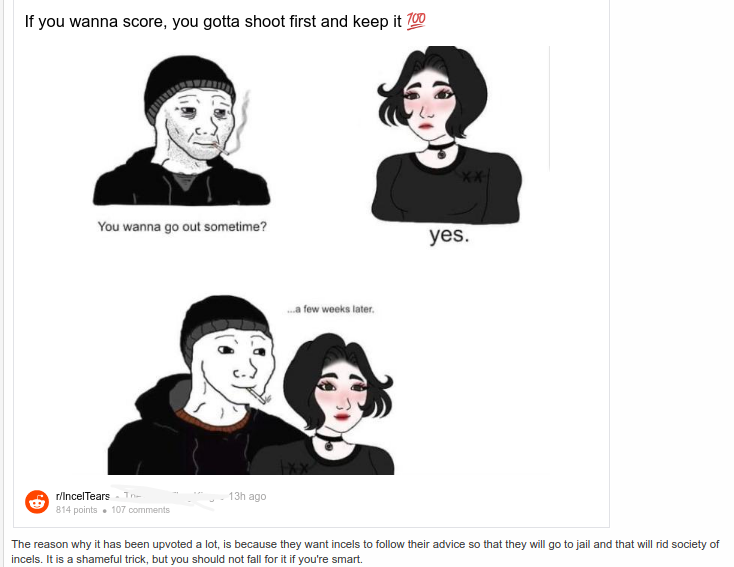 If you wanna score, you gotta shoot first and keep it 💯
You wanna go out sometime?
yes.
...a few weeks later.
r/IncelTears
13h ago
814 points • 107 comments
The reason why it has been upvoted a lot, is because they want incels to follow their advice so that they will go to jail and that will rid society of
incels. It is a shameful trick, but you should not fall for it if you're smart.